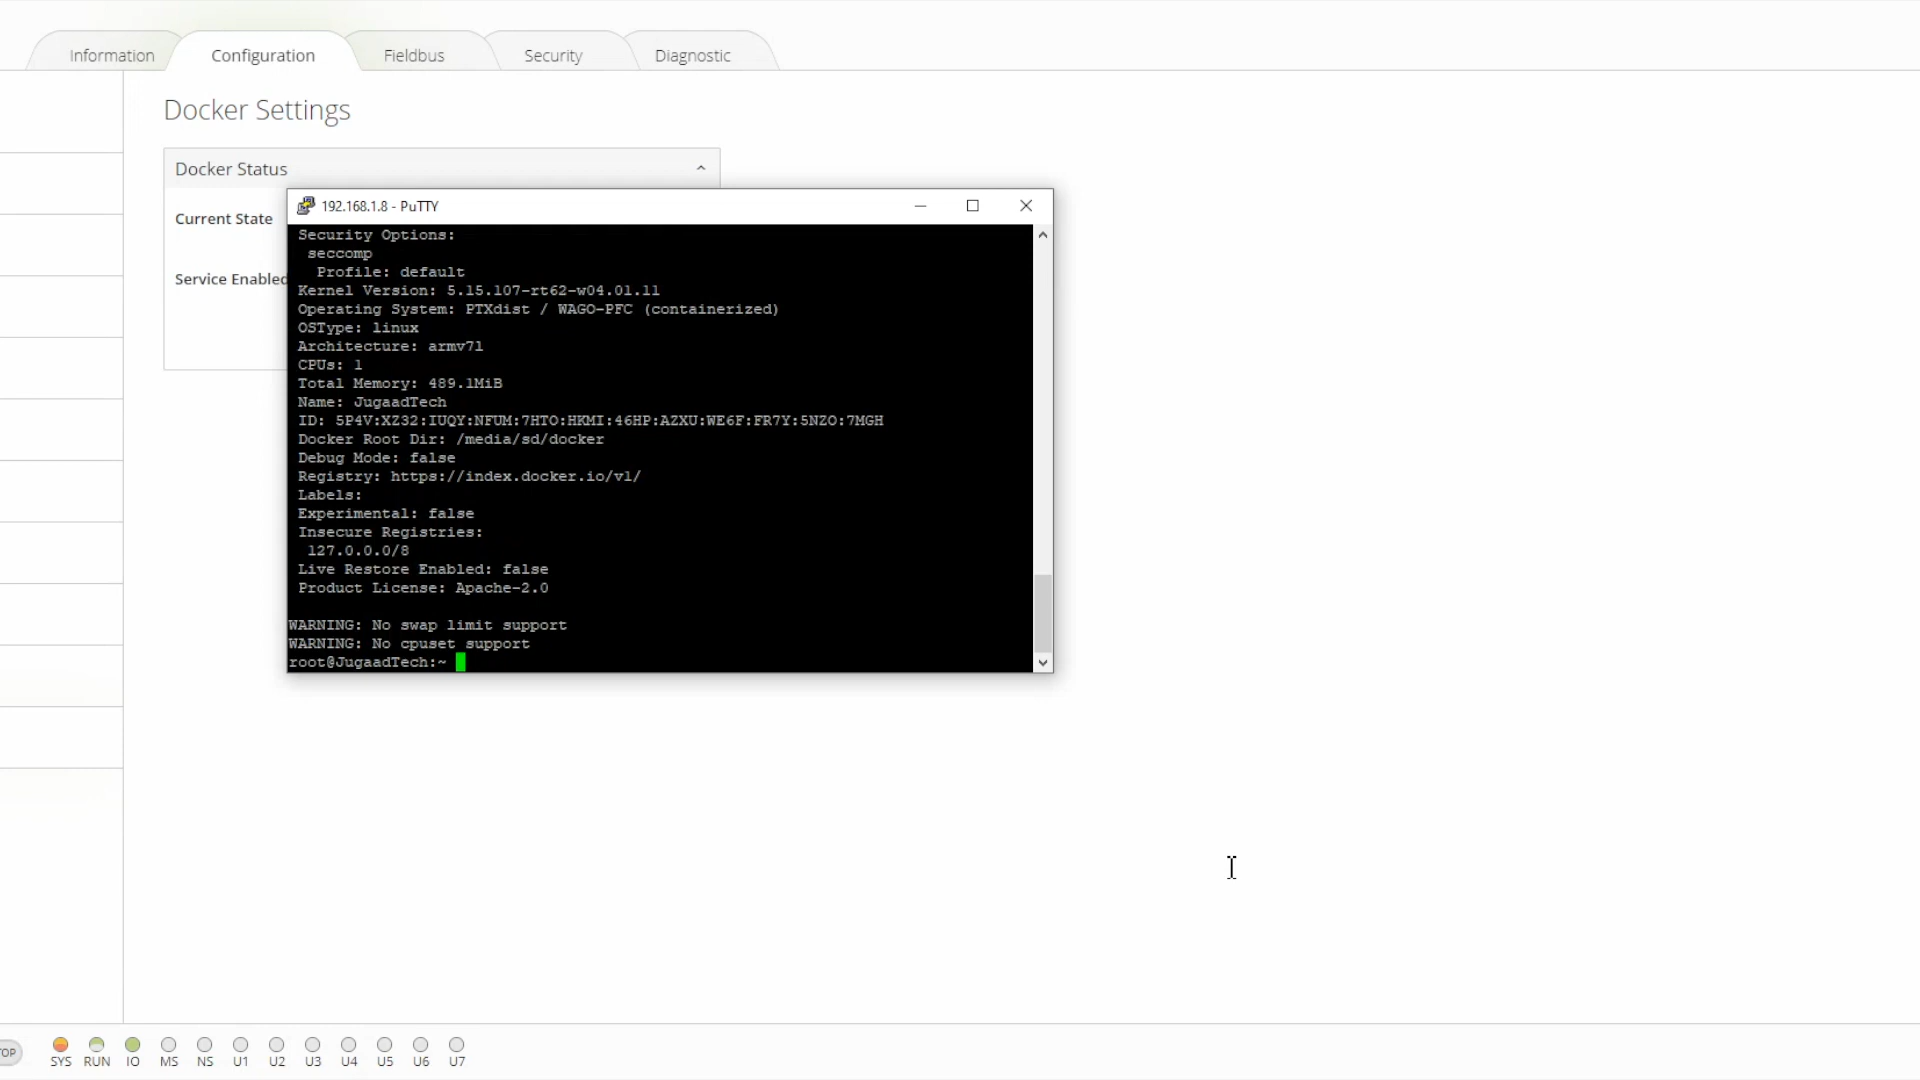 Information Configuration Fieldbus Security Diagnostic
Docker Settings
Docker Status
Current State
Service Enabled
192.168.1.8 - PuTTY
Security Options:
seccomp
Profile: default
Kernel Version: 5.15.107-rt62-w04.01.11
Operating System: PTXdist / WAGO-PFC (containerized)
OSType: linux
Architecture: armv7l
CPUs: 1
Total Memory: 489.1MiB
Name: JugaadTech
ID: 5P4V:XZ32:IUQY:NFUM:7HTO:HKMI:46HP:AZXU:WE6F:FR7Y:5NZO:7MGH
Docker Root Dir: /media/sd/docker
Debug Mode: false
Registry: https://index.docker.io/v1/
Labels:
Experimental: false
Insecure Registries:
127.0.0.0/8
Live Restore Enabled: false
Product License: Apache-2.0
WARNING: No swap limit support
WARNING: No cpuset support
root@JugaadTech:~
SYS RUN IO MS NS U1 U2 U3 U4 U5 U6 U7